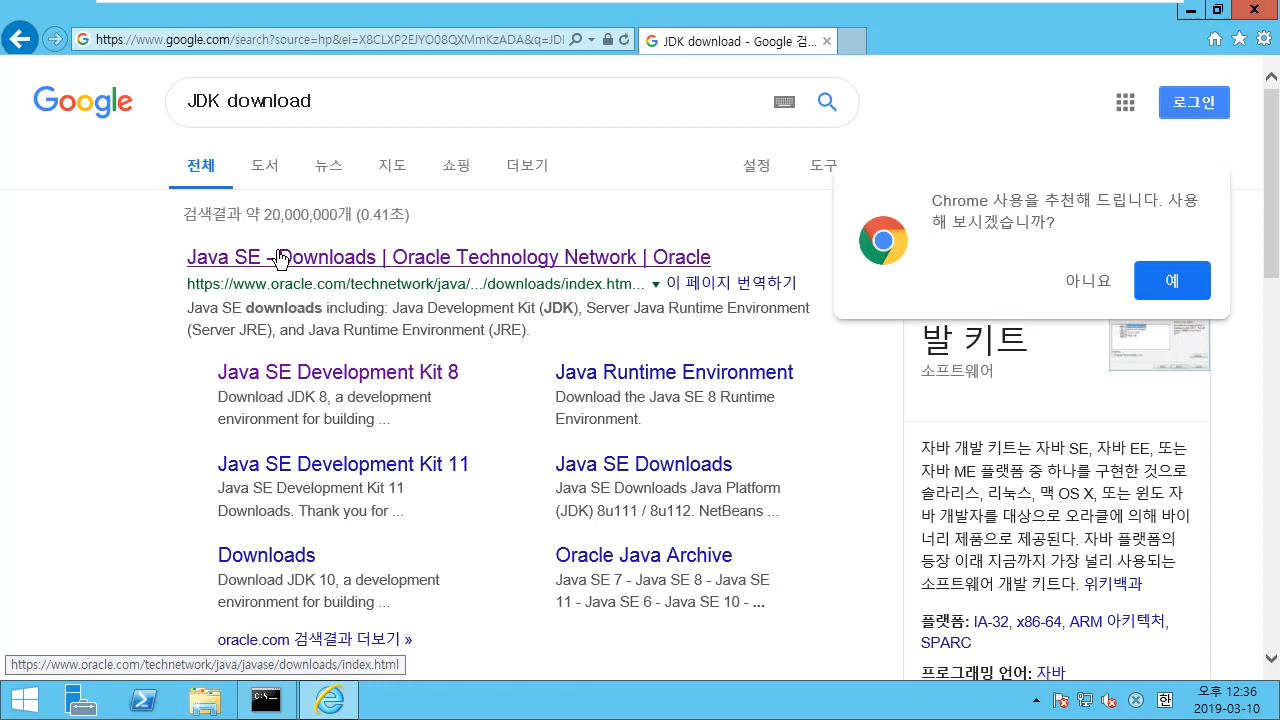 https://www.google.com/search?source=hp&ei=X8CLXP2EJYO08QXMmKzADA&q=JDI
JDK download - Google 검...
Google
JDK download
로그인
전체 도서 뉴스 지도 쇼핑 더보기 설정 도구
검색결과 약 20,000,000개 (0.41초)
Chrome 사용을 추천해 드립니다. 사용
해 보시겠습니까?
아니요 예
Java SE - Downloads | Oracle Technology Network | Oracle
https://www.oracle.com/technetwork/java/.../downloads/index.htm... ▼ 이 페이지 번역하기
Java SE downloads including: Java Development Kit (JDK), Server Java Runtime Environment
(Server JRE), and Java Runtime Environment (JRE).
Java SE Development Kit 8
Download JDK 8, a development
environment for building ...
Java Runtime Environment
Download the Java SE 8 Runtime
Environment.
Java SE Development Kit 11
Java SE Development Kit 11
Downloads. Thank you for ...
Java SE Downloads
Java SE Downloads Java Platform
(JDK) 8u111 / 8u112. NetBeans ...
Downloads
Download JDK 10, a development
environment for building ...
Oracle Java Archive
Java SE 7 - Java SE 8 - Java SE
11 - Java SE 6 - Java SE 10 - ...
oracle.com 검색결과 더보기 »
발 키트
소프트웨어
자바 개발 키트는 자바 SE, 자바 EE, 또는
자바 ME 플랫폼 중 하나를 구현한 것으로
솔라리스, 리눅스, 맥 OS X, 또는 윈도 자
바 개발자를 대상으로 오라클에 의해 바이
너리 제품으로 제공된다. 자바 플랫폼의
등장 이래 지금까지 가장 널리 사용되는
소프트웨어 개발 키트다. 위키백과
플랫폼: IA-32, x86-64, ARM 아키텍처,
SPARC
프로그래밍 언어: 자바
https://www.oracle.com/technetwork/java/javase/downloads/index.html
C:\_
한
오후 12:36
2019-03-10